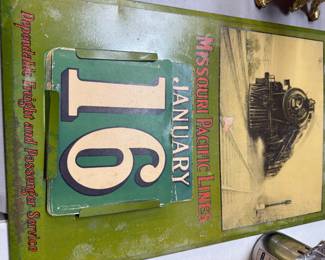 MISSOURI PACIFIC LINES
JANUARY
16
Dependable Freight and Passenger Service